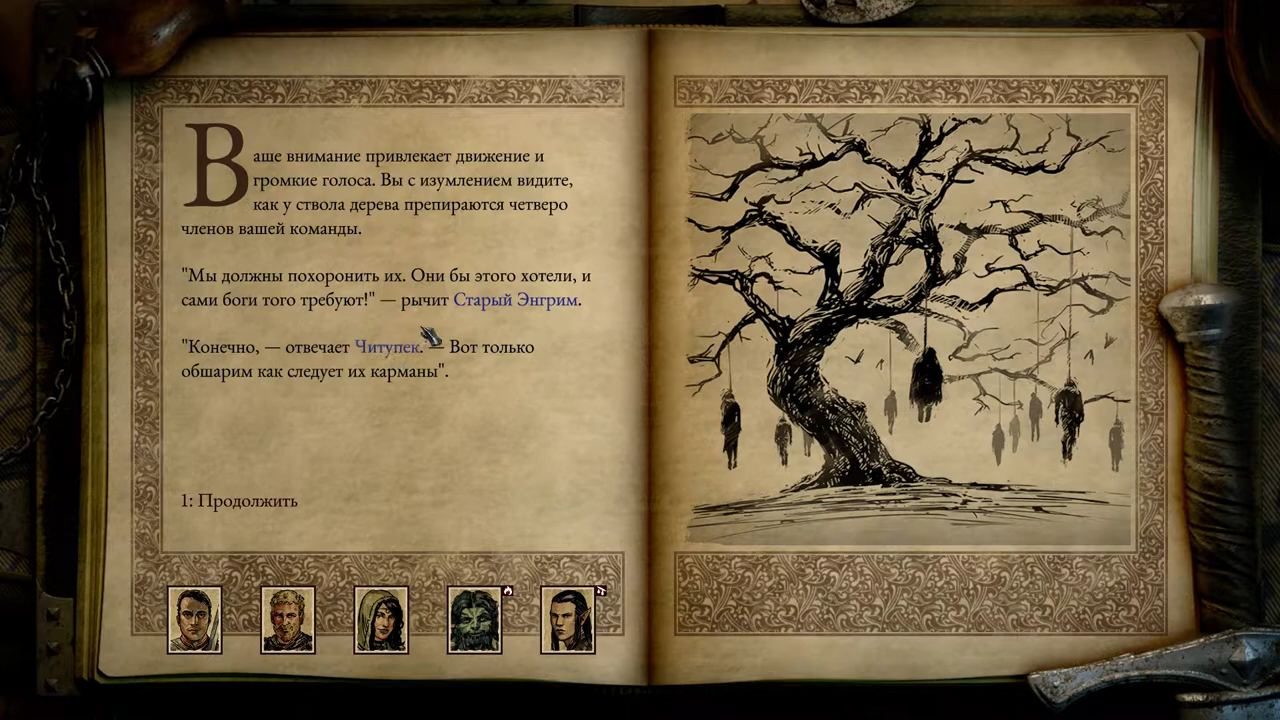 Ваше внимание привлекает движение и
громкие голоса. Вы с изумлением видите,
как у ствола дерева препираются четверо
членов вашей команды.
"Мы должны похоронить их. Они бы этого хотели, и
сами боги того требуют!" — рычит Старый Энгрим.
"Конечно, — отвечает Читупек. — Вот только
обшарим как следует их карманы".
1: Продолжить